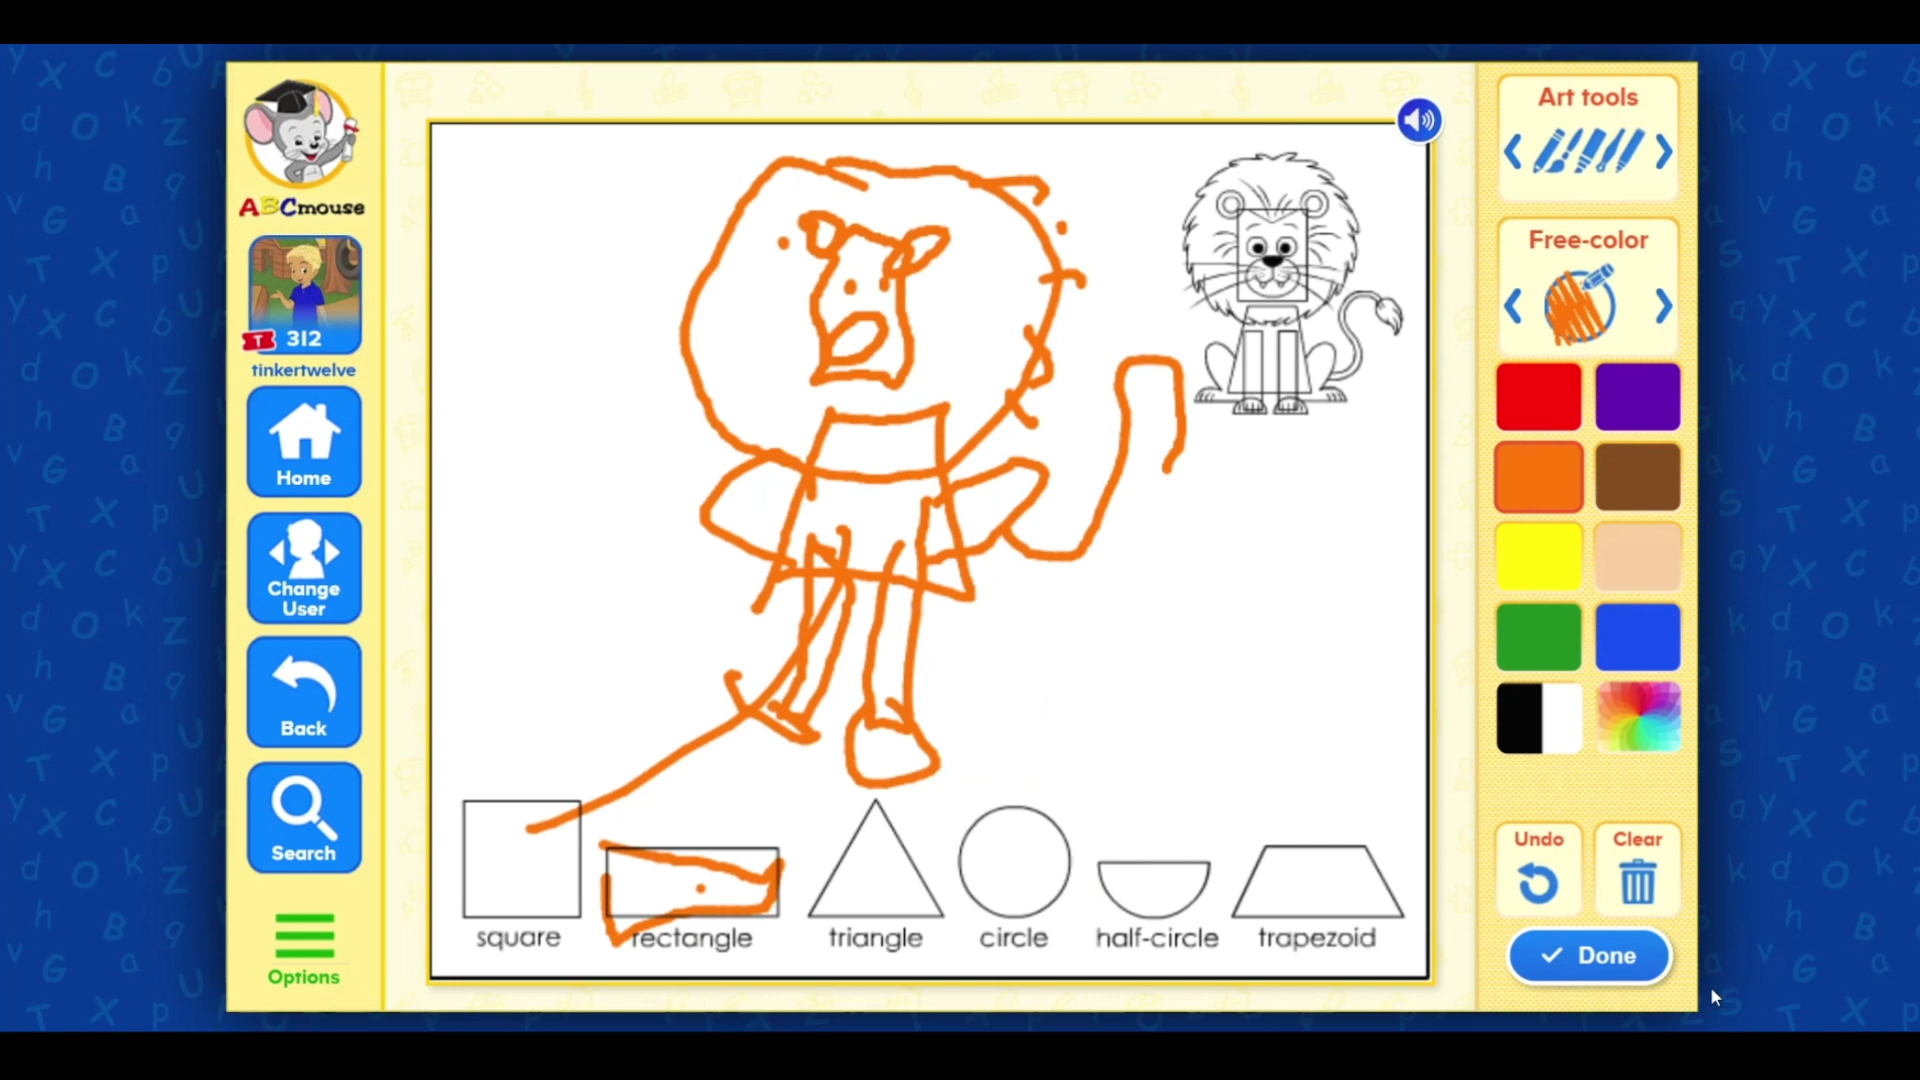 ABCmouse
T 312
tinkertwelve
Home
Change
User
Back
Search
Options
square
rectangle
triangle
circle
half-circle
trapezoid
Art tools
Free-color
Undo
Clear
Done